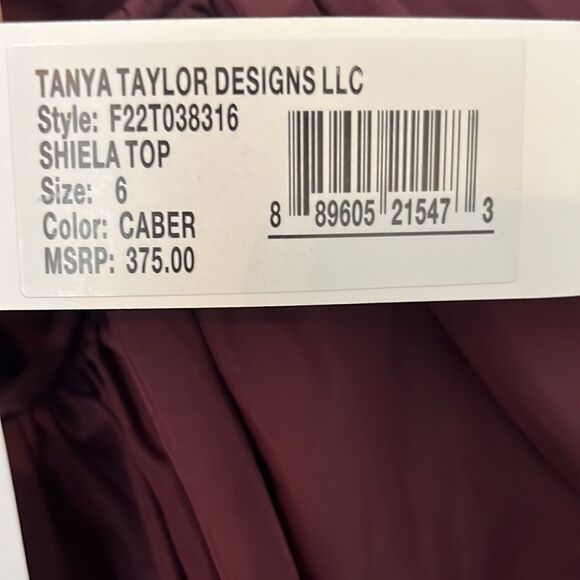 TANYA TAYLOR DESIGNS LLC
Style: F22T038316
SHIELA TOP
Size: 6
Color: CABER
MSRP: 375.00
8 89605 21547 3